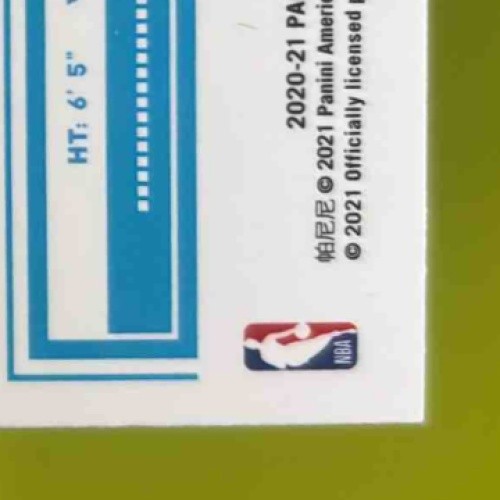 HT: 6' 5"
2020-21 PA
帕尼尼 © 2021 Panini Americ
© 2021 Officially licensed p
NBA